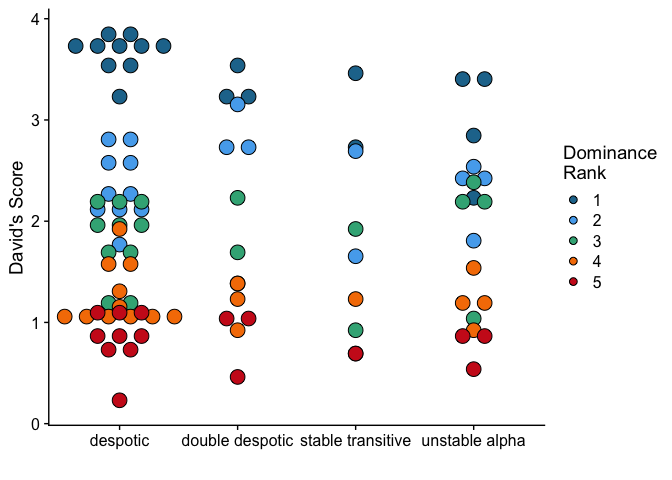 4
3
2
1
0
David's Score
despotic
double despotic
stable transitive
unstable alpha
Dominance
Rank
1
2
3
4
5